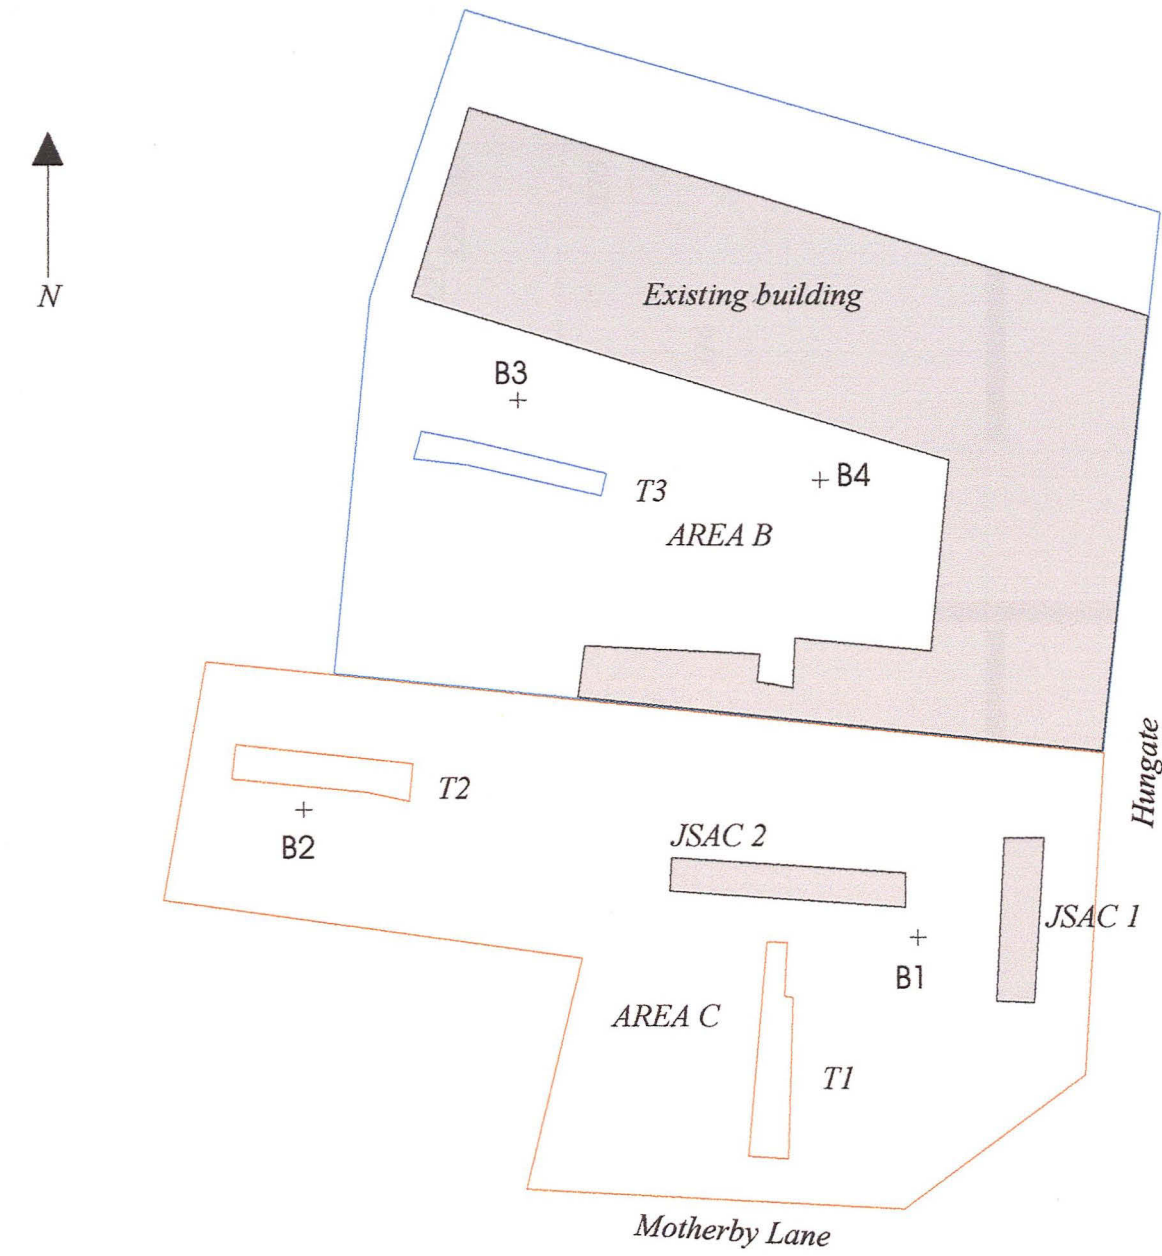 N
Existing building
B3
B4
T3
AREA B
Hungate
T2
B2
JSAC 2
JSAC 1
B1
AREA C
T1
Motherby Lane